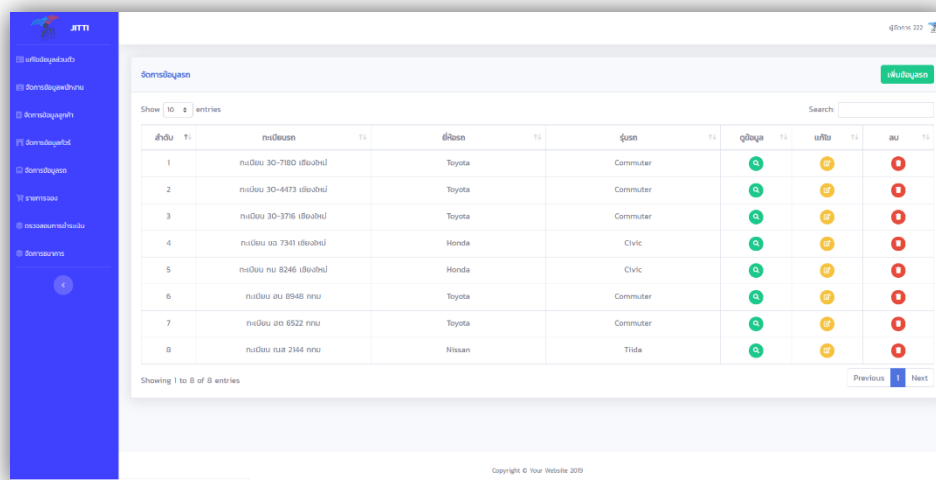 JITTI
ผู้จัดการ 222
แก้ไขข้อมูลส่วนตัว
จัดการข้อมูลพนักงาน
จัดการข้อมูลลูกค้า
จัดการข้อมูลทัวร์
จัดการข้อมูลรถ
รายการจอง
ตรวจสอบการชำระเงิน
จัดการธนาคาร
จัดการข้อมูลรถ
เพิ่มข้อมูลรถ
Show 10 entries
Search:
ลำดับ ทะเบียนรถ ยี่ห้อรถ รุ่นรถ ดูข้อมูล แก้ไข ลบ
1 ทะเบียน 30-7180 เชียงใหม่ Toyota Commuter
2 ทะเบียน 30-4473 เชียงใหม่ Toyota Commuter
3 ทะเบียน 30-3716 เชียงใหม่ Toyota Commuter
4 ทะเบียน 7341 เชียงใหม่ Honda Civic
5 ทะเบียน 8246 เชียงใหม่ Honda Civic
6 ทะเบียน 8948 กทม Toyota Commuter
7 ทะเบียน 6522 กทม Toyota Commuter
8 ทะเบียน 2144 กทม Nissan Tiida
Showing 1 to 8 of 8 entries
Previous 1 Next
Copyright © Your Website 2019